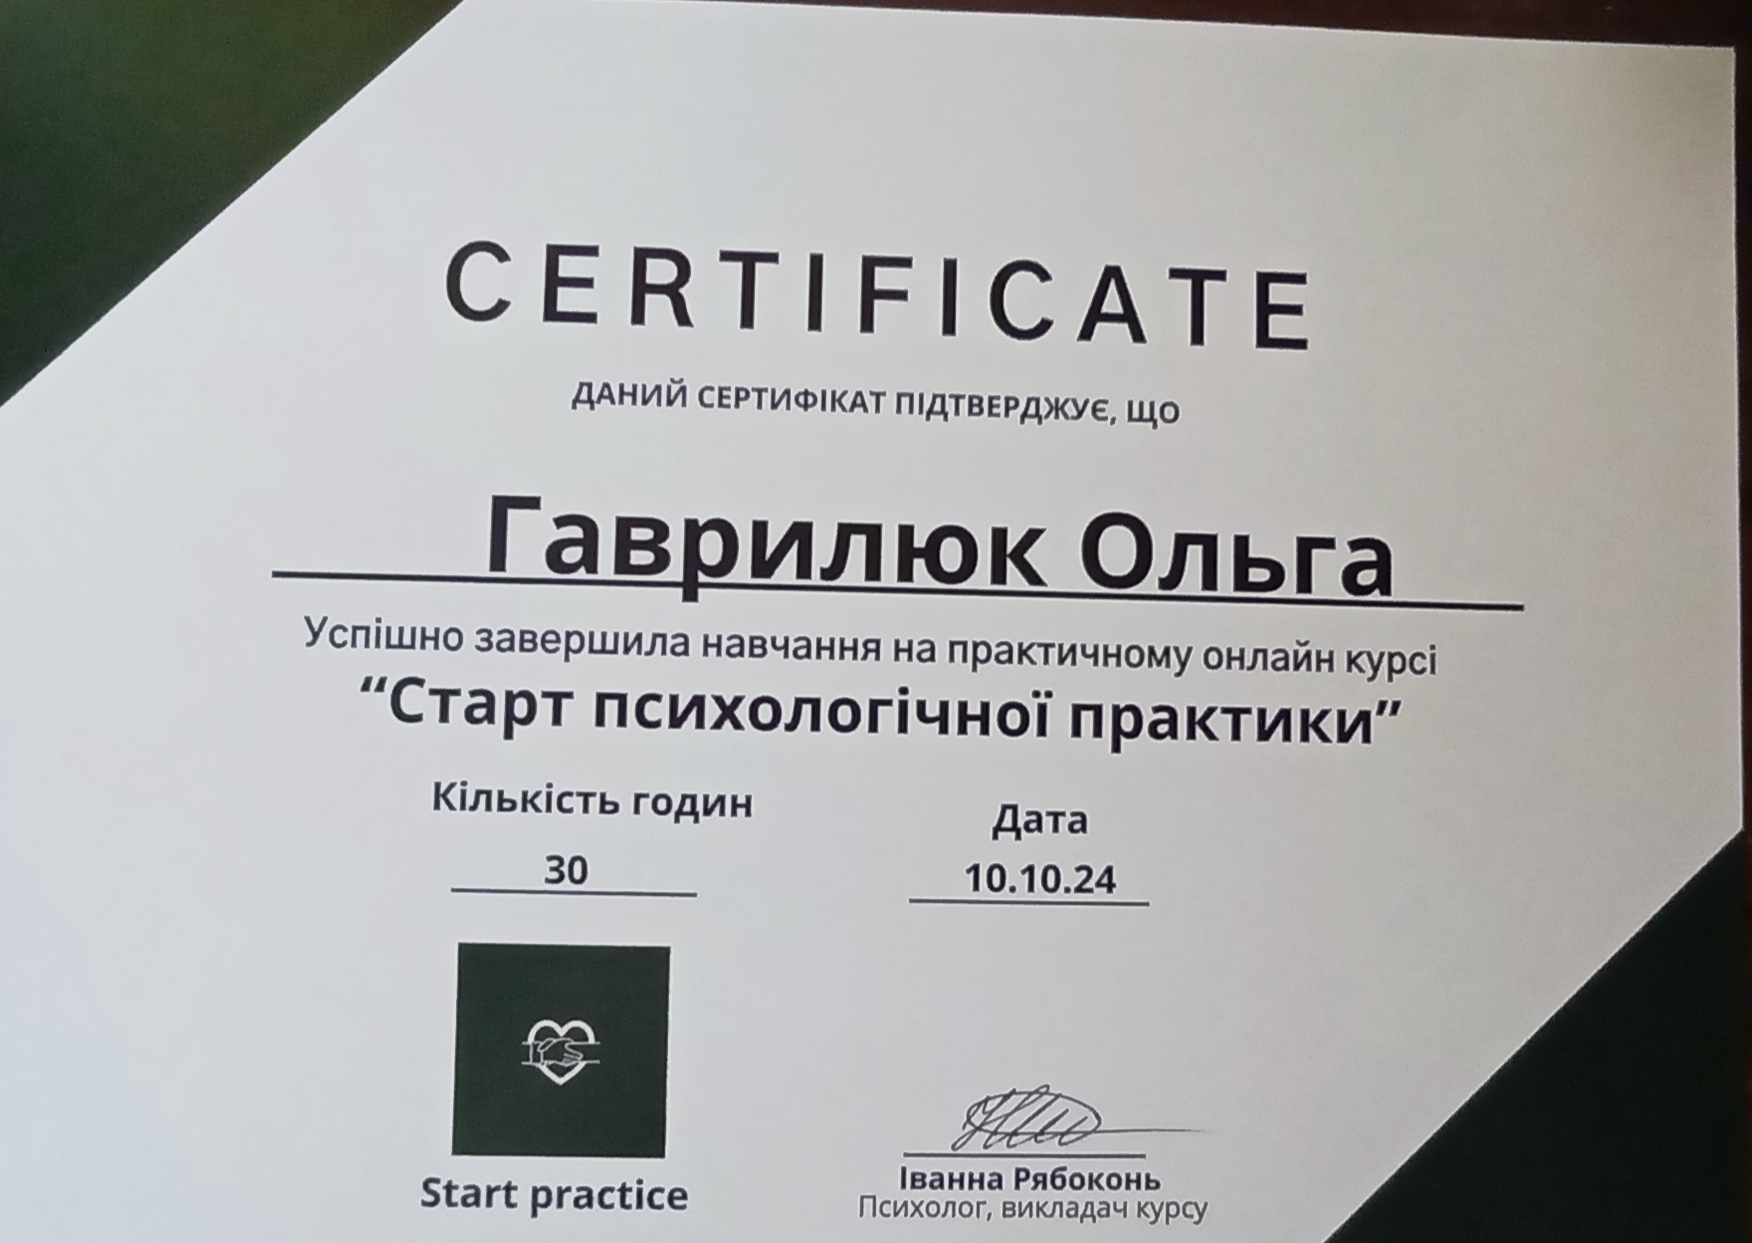 CERTIFICATE
ДАНИЙ СЕРТИФІКАТ ПІДТВЕРДЖУЄ, ЩО
Гаврилюк Ольга
Успішно завершила навчання на практичному онлайн курсі
“Старт психологічної практики”
Кількість годин
30
Дата
10.10.24
Start practice
Іванна Рябоконь
Психолог, викладач курсу